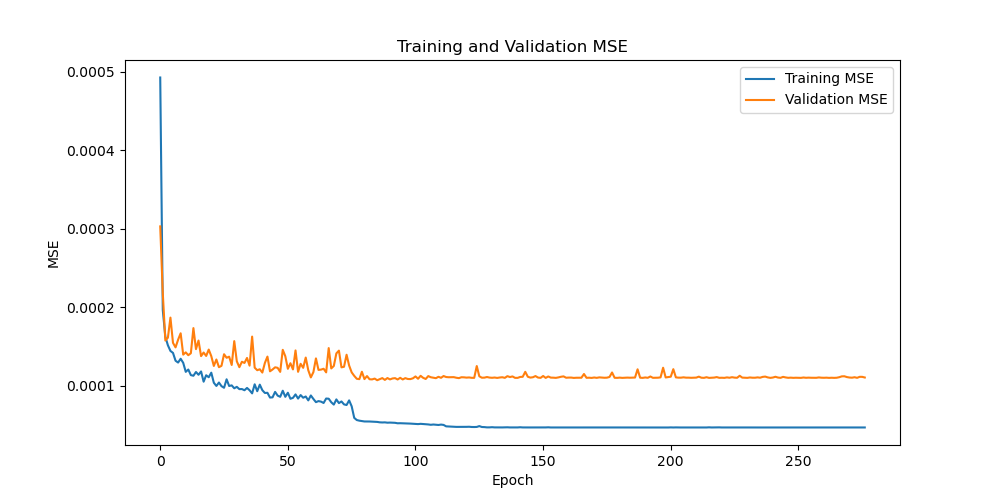 Training and Validation MSE
Training MSE
Validation MSE
0.0005
0.0004
0.0003
0.0002
0.0001
MSE
0
50
100
150
200
250
Epoch